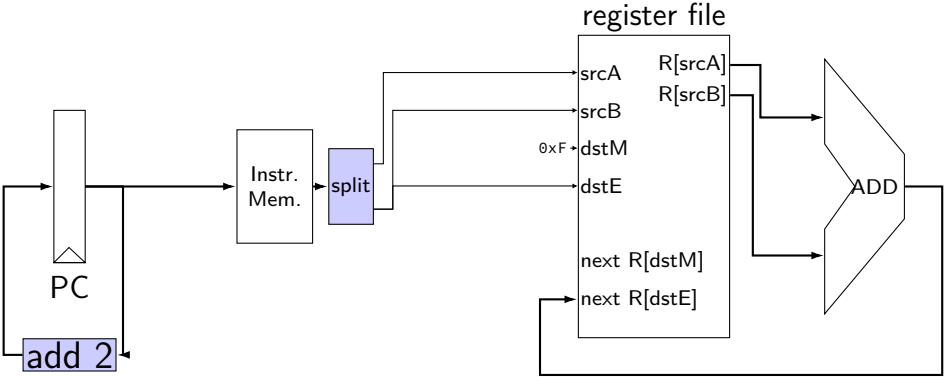 register file
srcA
srcB
0xF
dstM
dstE
next R[dstM]
next R[dstE]
R[srcA]
R[srcB]
ADD
Instr.
Mem.
split
PC
add 2